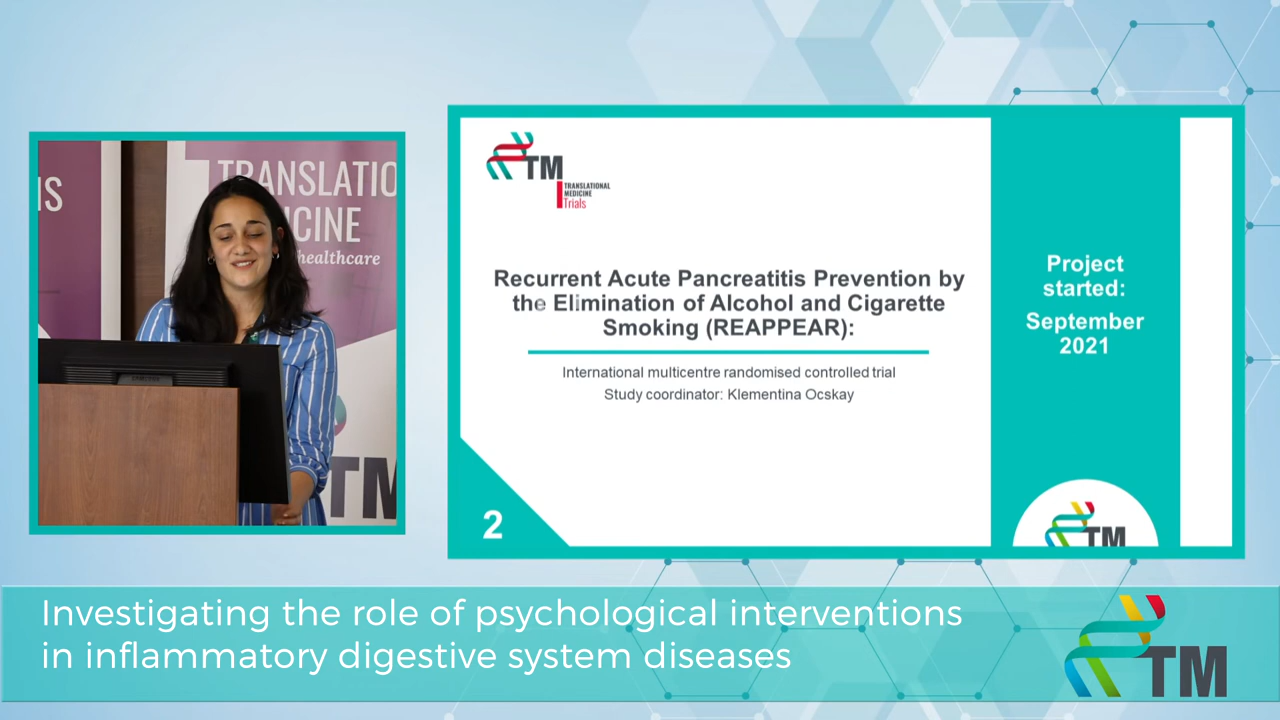 IS
TRANSLATIO
ICINE
healthcare
TM
TM
TRANSLATIONAL
MEDICINE
Trials
Recurrent Acute Pancreatitis Prevention by
the Elimination of Alcohol and Cigarette
Smoking (REAPPEAR):
International multicentre randomised controlled trial
Study coordinator: Klementina Ocskay
2
Project
started:
September
2021
TM
Investigating the role of psychological interventions
in inflammatory digestive system diseases
TM